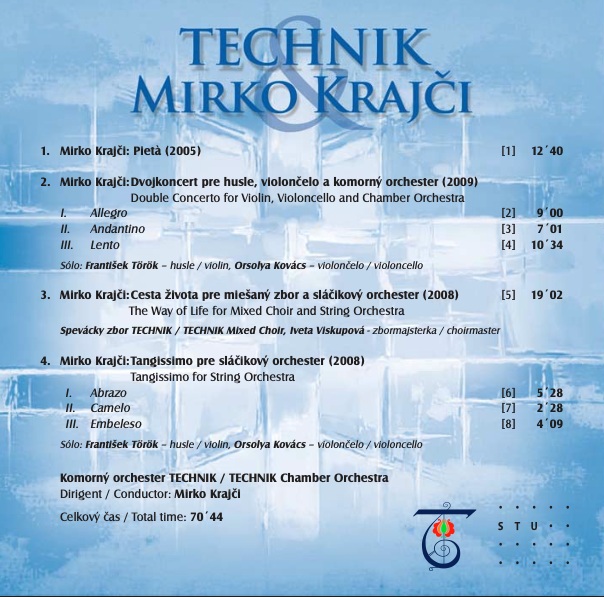 TECHNIK
&
MIRKO KRAJČI
1. Mirko Krajči: Pietà (2005) [1] 12´40
2. Mirko Krajči: Dvojkoncert pre husle, violončelo a komorný orchester (2009)
Double Concerto for Violin, Violoncello and Chamber Orchestra
I. Allegro [2] 9´00
II. Andantino [3] 7´01
III. Lento [4] 10´34
Sólo: František Török – husle / violin, Orsolya Kovács – violončelo / violoncello
3. Mirko Krajči: Cesta života pre miešaný zbor a sláčikový orchester (2008) [5] 19´02
The Way of Life for Mixed Choir and String Orchestra
Spevácky zbor TECHNIK / TECHNIK Mixed Choir, Iveta Viskupová - zbormajsterka / choirmaster
4. Mirko Krajči: Tangissimo pre sláčikový orchester (2008)
Tangissimo for String Orchestra
I. Abrazo [6] 5´28
II. Camelo [7] 2´28
III. Embeleso [8] 4´09
Sólo: František Török – husle / violin, Orsolya Kovács – violončelo / violoncello
Komorný orchester TECHNIK / TECHNIK Chamber Orchestra
Dirigent / Conductor: Mirko Krajči
Celkový čas / Total time: 70´44
S T U